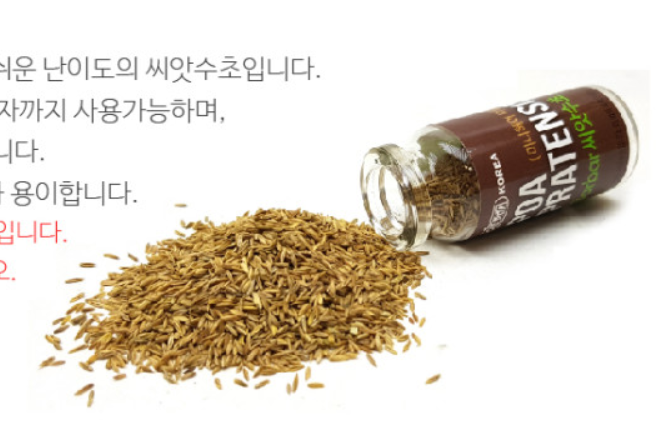 쉬운 난이도의 씨앗수초입니다.
자까지 사용가능하며,
니다.
용이합니다.
입니다.
오.
KOREA
POA
PRATENS
씨앗수초